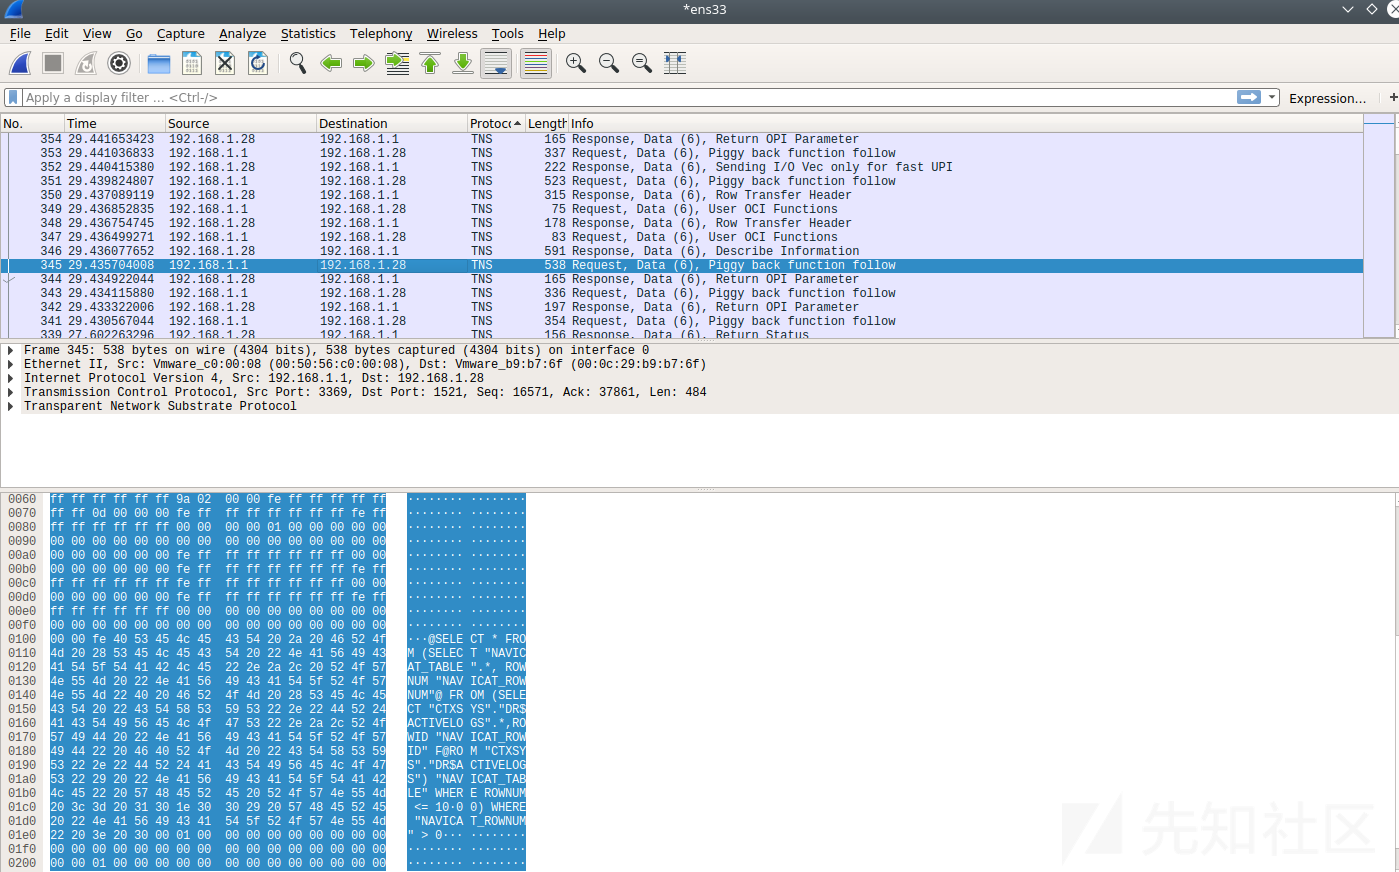 *ens33
File Edit View Go Capture Analyze Statistics Telephony Wireless Tools Help
Apply a display filter ... <Ctrl-/> Expression... +
No. Time Source Destination Protoc Length Info
354 29.441653423 192.168.1.28 192.168.1.1 TNS 165 Response, Data (6), Return OPI Parameter
353 29.441036833 192.168.1.1 192.168.1.28 TNS 337 Request, Data (6), Piggy back function follow
352 29.440415380 192.168.1.28 192.168.1.1 TNS 222 Response, Data (6), Sending I/O Vec only for fast UPI
351 29.439824807 192.168.1.1 192.168.1.28 TNS 523 Request, Data (6), Piggy back function follow
350 29.437089119 192.168.1.28 192.168.1.1 TNS 315 Response, Data (6), Row Transfer Header
349 29.436852835 192.168.1.1 192.168.1.28 TNS 75 Request, Data (6), User OCI Functions
348 29.436754745 192.168.1.28 192.168.1.1 TNS 178 Response, Data (6), Row Transfer Header
347 29.436499271 192.168.1.1 192.168.1.28 TNS 83 Request, Data (6), User OCI Functions
346 29.436077652 192.168.1.28 192.168.1.1 TNS 591 Response, Data (6), Describe Information
345 29.435704008 192.168.1.1 192.168.1.28 TNS 538 Request, Data (6), Piggy back function follow
344 29.434922044 192.168.1.28 192.168.1.1 TNS 165 Response, Data (6), Return OPI Parameter
343 29.434115880 192.168.1.1 192.168.1.28 TNS 336 Request, Data (6), Piggy back function follow
342 29.433322006 192.168.1.28 192.168.1.1 TNS 197 Response, Data (6), Return OPI Parameter
341 29.430567044 192.168.1.1 192.168.1.28 TNS 354 Request, Data (6), Piggy back function follow
339 27.602263296 192.168.1.28 192.168.1.1 TNS 156 Response, Data (6), Return Status
Frame 345: 538 bytes on wire (4304 bits), 538 bytes captured (4304 bits) on interface 0
Ethernet II, Src: Vmware_c0:00:08 (00:50:56:c0:00:08), Dst: Vmware_b9:b7:6f (00:0c:29:b9:b7:6f)
Internet Protocol Version 4, Src: 192.168.1.1, Dst: 192.168.1.28
Transmission Control Protocol, Src Port: 3369, Dst Port: 1521, Seq: 16571, Ack: 37861, Len: 484
Transparent Network Substrate Protocol
0060 ff ff ff ff ff ff 9a 02 00 00 fe ff ff ff ff ff ········ ········
0070 ff ff 0d 00 00 00 fe ff ff ff ff ff ff ff fe ff ········ ········
0080 ff ff ff ff ff ff 00 00 00 00 01 00 00 00 00 00 ········ ········
0090 00 00 00 00 00 00 00 00 00 00 00 00 00 00 00 00 ········ ········
00a0 00 00 00 00 00 00 fe ff ff ff ff ff ff ff 00 00 ········ ········
00b0 00 00 00 00 00 00 fe ff ff ff ff ff ff ff fe ff ········ ········
00c0 ff ff ff ff ff ff fe ff ff ff ff ff ff ff 00 00 ········ ········
00d0 00 00 00 00 00 00 fe ff ff ff ff ff ff ff fe ff ········ ········
00e0 ff ff ff ff ff ff 00 00 00 00 00 00 00 00 00 00 ········ ········
00f0 00 00 00 00 00 00 00 00 00 00 00 00 00 00 00 00 ········ ········
0100 00 00 fe 40 53 45 4c 45 43 54 20 2a 20 46 52 4f ···@SELE CT * FRO
0110 4d 20 28 53 45 4c 45 43 54 20 22 4e 41 56 49 43 M (SELEC T "NAVIC
0120 41 54 5f 54 41 42 4c 45 22 2e 2a 2c 20 52 4f 57 AT_TABLE ".*, ROW
0130 4e 55 4d 20 22 4e 41 56 49 43 41 54 5f 52 4f 57 NUM "NAV ICAT_ROW
0140 4e 55 4d 22 40 20 46 52 4f 4d 20 28 53 45 4c 45 NUM"@ FR OM (SELE
0150 43 54 20 22 43 54 58 53 59 53 22 2e 22 44 52 24 CT "CTXS YS"."DR$
0160 41 43 54 49 56 45 4c 4f 47 53 22 2e 2a 2c 52 4f ACTIVELO GS".*,RO
0170 57 49 44 20 22 4e 41 56 49 43 41 54 5f 52 4f 57 WID "NAV ICAT_ROW
0180 49 44 22 20 46 40 52 4f 4d 20 22 43 54 58 53 59 ID" F@RO M "CTXSY
0190 53 22 2e 22 44 52 24 41 43 54 49 56 45 4c 4f 47 S"."DR$A CTIVELOG
01a0 53 22 29 20 22 4e 41 56 49 43 41 54 5f 54 41 42 S") "NAV ICAT_TAB
01b0 4c 45 22 20 57 48 45 52 45 20 52 4f 57 4e 55 4d LE" WHER E ROWNUM
01c0 20 3c 3d 20 31 30 1e 30 30 29 20 57 48 45 52 45 <= 10·0 0) WHERE
01d0 20 22 4e 41 56 49 43 41 54 5f 52 4f 57 4e 55 4d "NAVICA T_ROWNUM
01e0 22 20 3e 20 30 00 01 00 00 00 00 00 00 00 00 00 " > 0··· ········
01f0 00 00 00 00 00 00 00 00 00 00 00 00 00 00 00 00 ········ ········
0200 00 00 01 00 00 00 00 00 00 00 00 00 00 00 00 00 ········ ········
先知社区